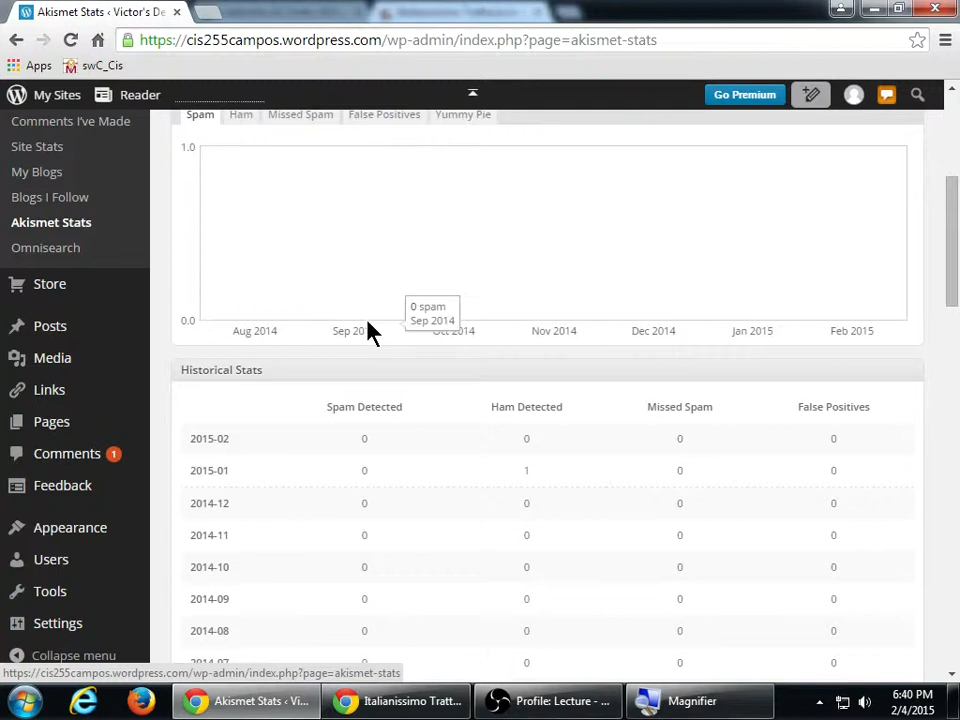 Akismet Stats ‹ Victor's De
https://cis255campos.wordpress.com/wp-admin/index.php?page=akismet-stats
Apps swC_Cis
My Sites Reader Go Premium
Comments I've Made
Site Stats
My Blogs
Blogs I Follow
Akismet Stats
Omnisearch
Store
Posts
Media
Links
Pages
Comments 1
Feedback
Appearance
Users
Tools
Settings
Collapse menu
Spam Ham Missed Spam False Positives Yummy Pie
1.0
0.0
0 spam
Sep 2014
Aug 2014 Sep Oct 2014 Nov 2014 Dec 2014 Jan 2015 Feb 2015
Historical Stats
Spam Detected Ham Detected Missed Spam False Positives
2015-02 0 0 0 0
2015-01 0 1 0 0
2014-12 0 0 0 0
2014-11 0 0 0 0
2014-10 0 0 0 0
2014-09 0 0 0 0
2014-08 0 0 0 0
2014-07 0 0 0 0
https://cis255campos.wordpress.com/wp-admin/index.php?page=akismet-stats
Akismet Stats ‹ Vi... Italianissimo Tratt... Profile: Lecture - ... Magnifier
6:40 PM
2/4/2015